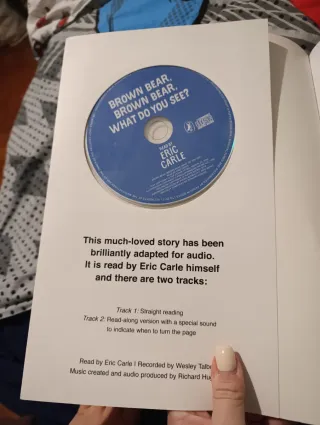 BROWN BEAR,
BROWN BEAR,
WHAT DO YOU SEE?
READ BY
ERIC
CARLE
This much-loved story has been
brilliantly adapted for audio.
It is read by Eric Carle himself
and there are two tracks:
Track 1: Straight reading
Track 2: Read-along version with a special sound
to indicate when to turn the page
Read by Eric Carle I Recorded by Wesley
Music created and audio produced by Richard